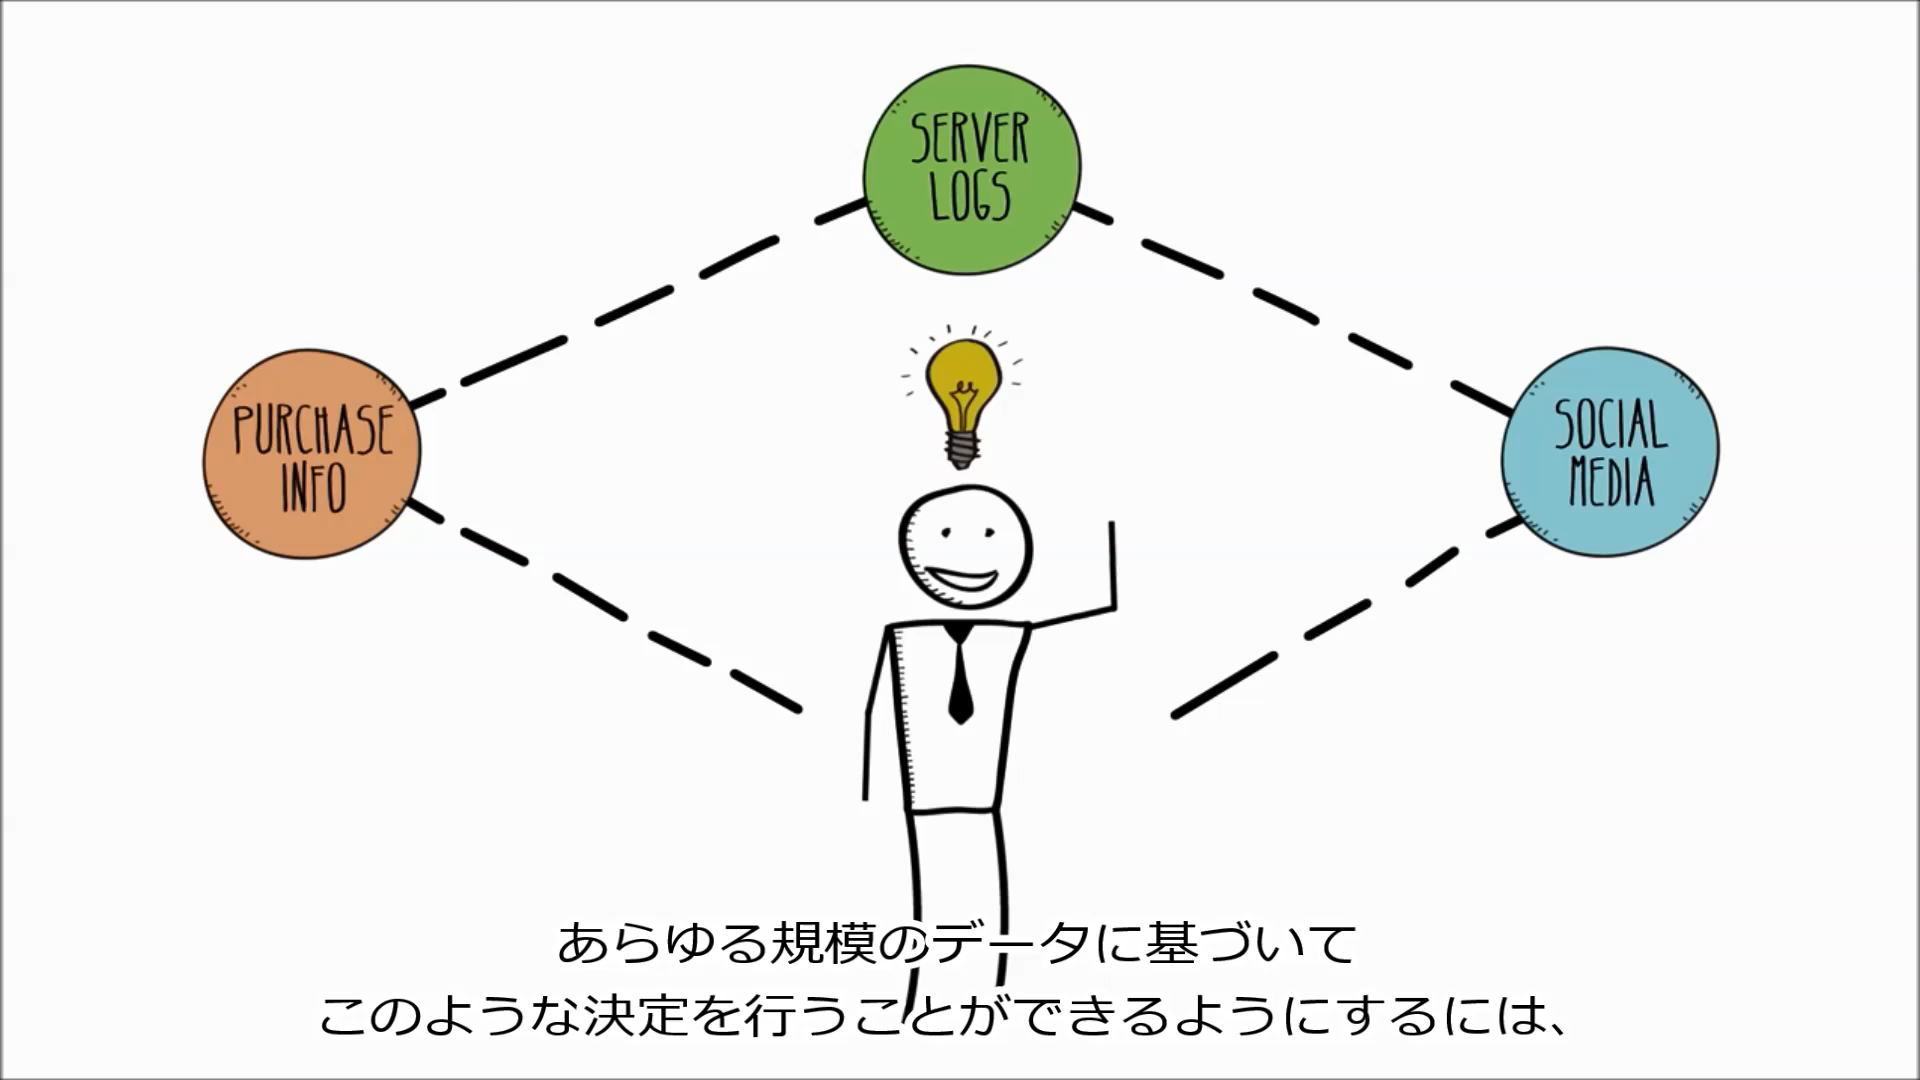 SERVER
LOGS
PURCHASE
INFO
SOCIAL
MEDIA
あらゆる規模のデータに基づいて
このような決定を行うことができるようにするには、